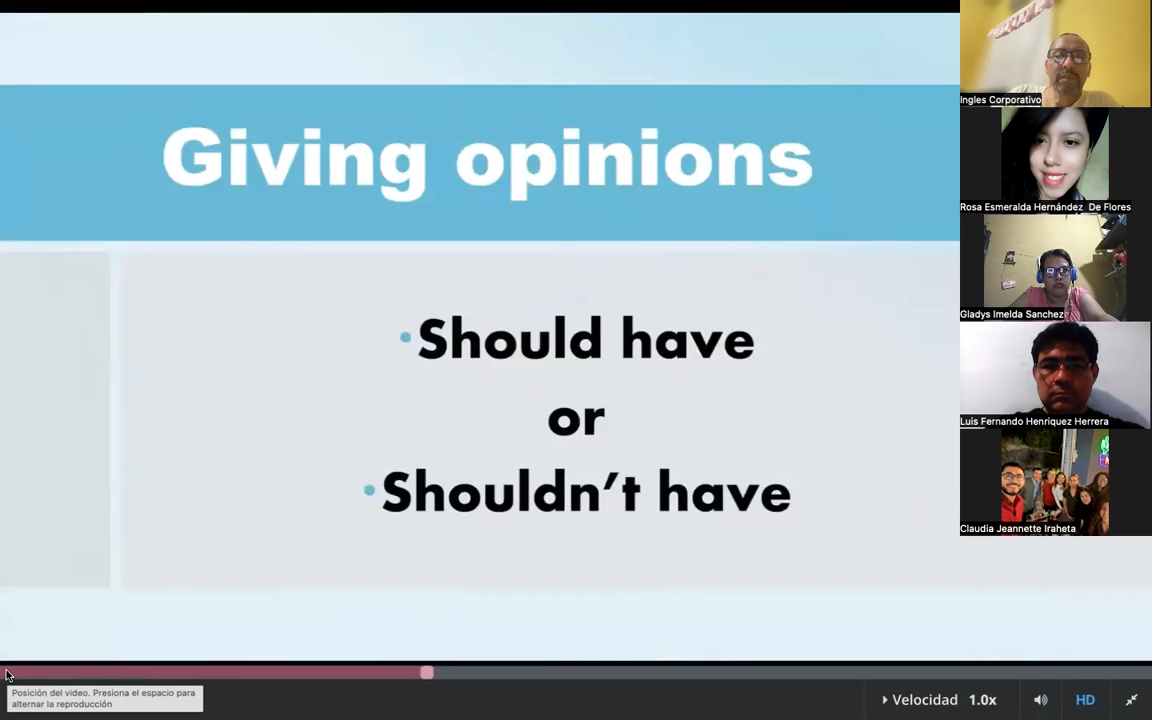 Giving opinions
•Should have
or
•Shouldn't have
Ingles Corporativo
Rosa Esmeralda Hernández De Flores
Gladys Imelda Sanchez
Luis Fernando Henriquez Herrera
Claudia Jeannette Iraheta
Posición del video. Presiona el espacio para
alternar la reproducción
Velocidad 1.0x
HD